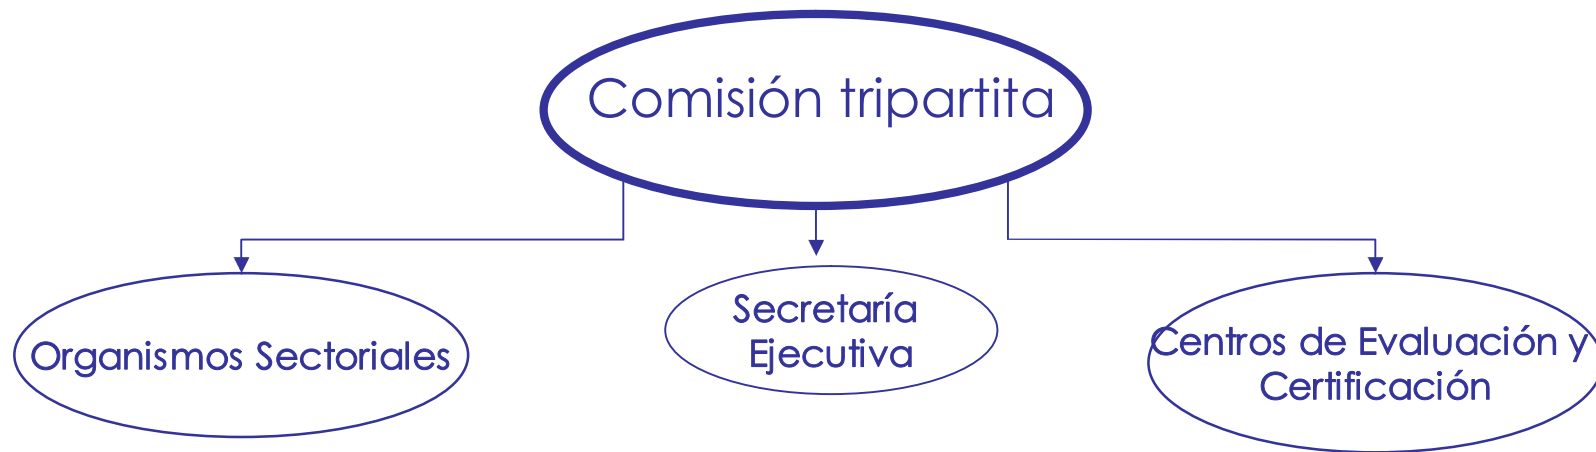 Comisión tripartita
Organismos Sectoriales
Secretaría
Ejecutiva
Centros de Evaluación y
Certificación